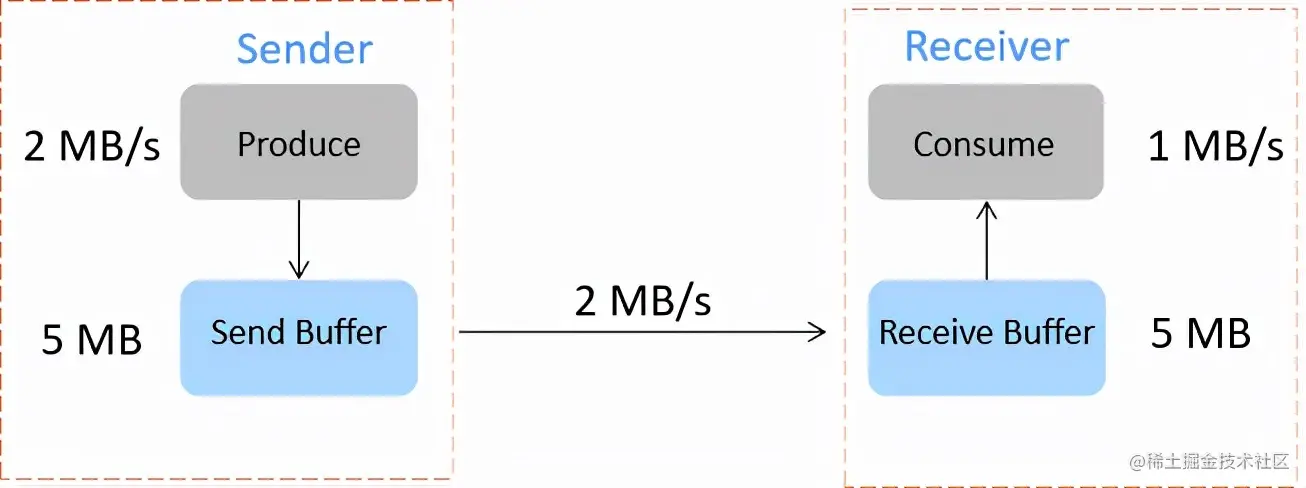 Sender
2 MB/s
Produce
5 MB
Send Buffer
2 MB/s
Receiver
Consume
1 MB/s
Receive Buffer
5 MB
@稀土掘金技术社区